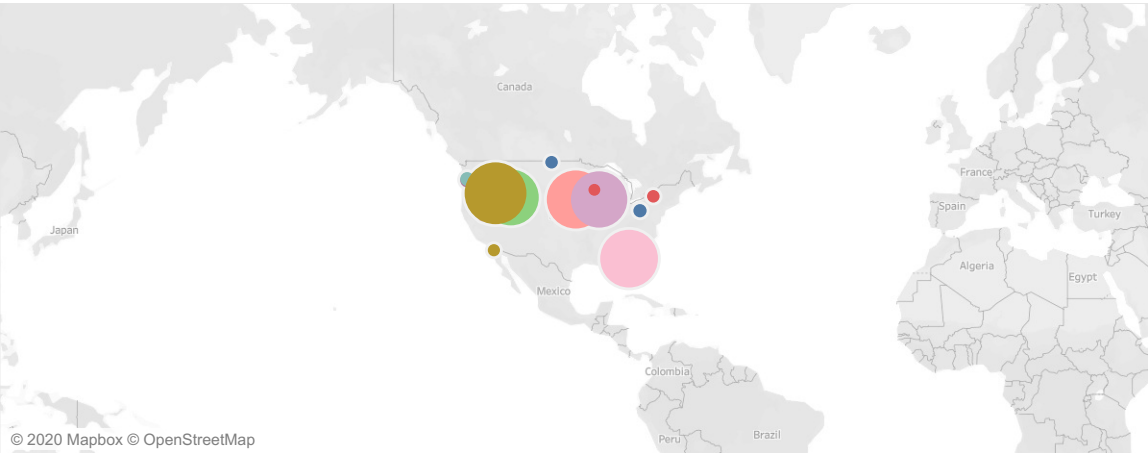 Canada
France
Spain
Turkey
Japan
Algeria
Egypt
Mexico
Colombia
Peru
Brazil
© 2020 Mapbox © OpenStreetMap